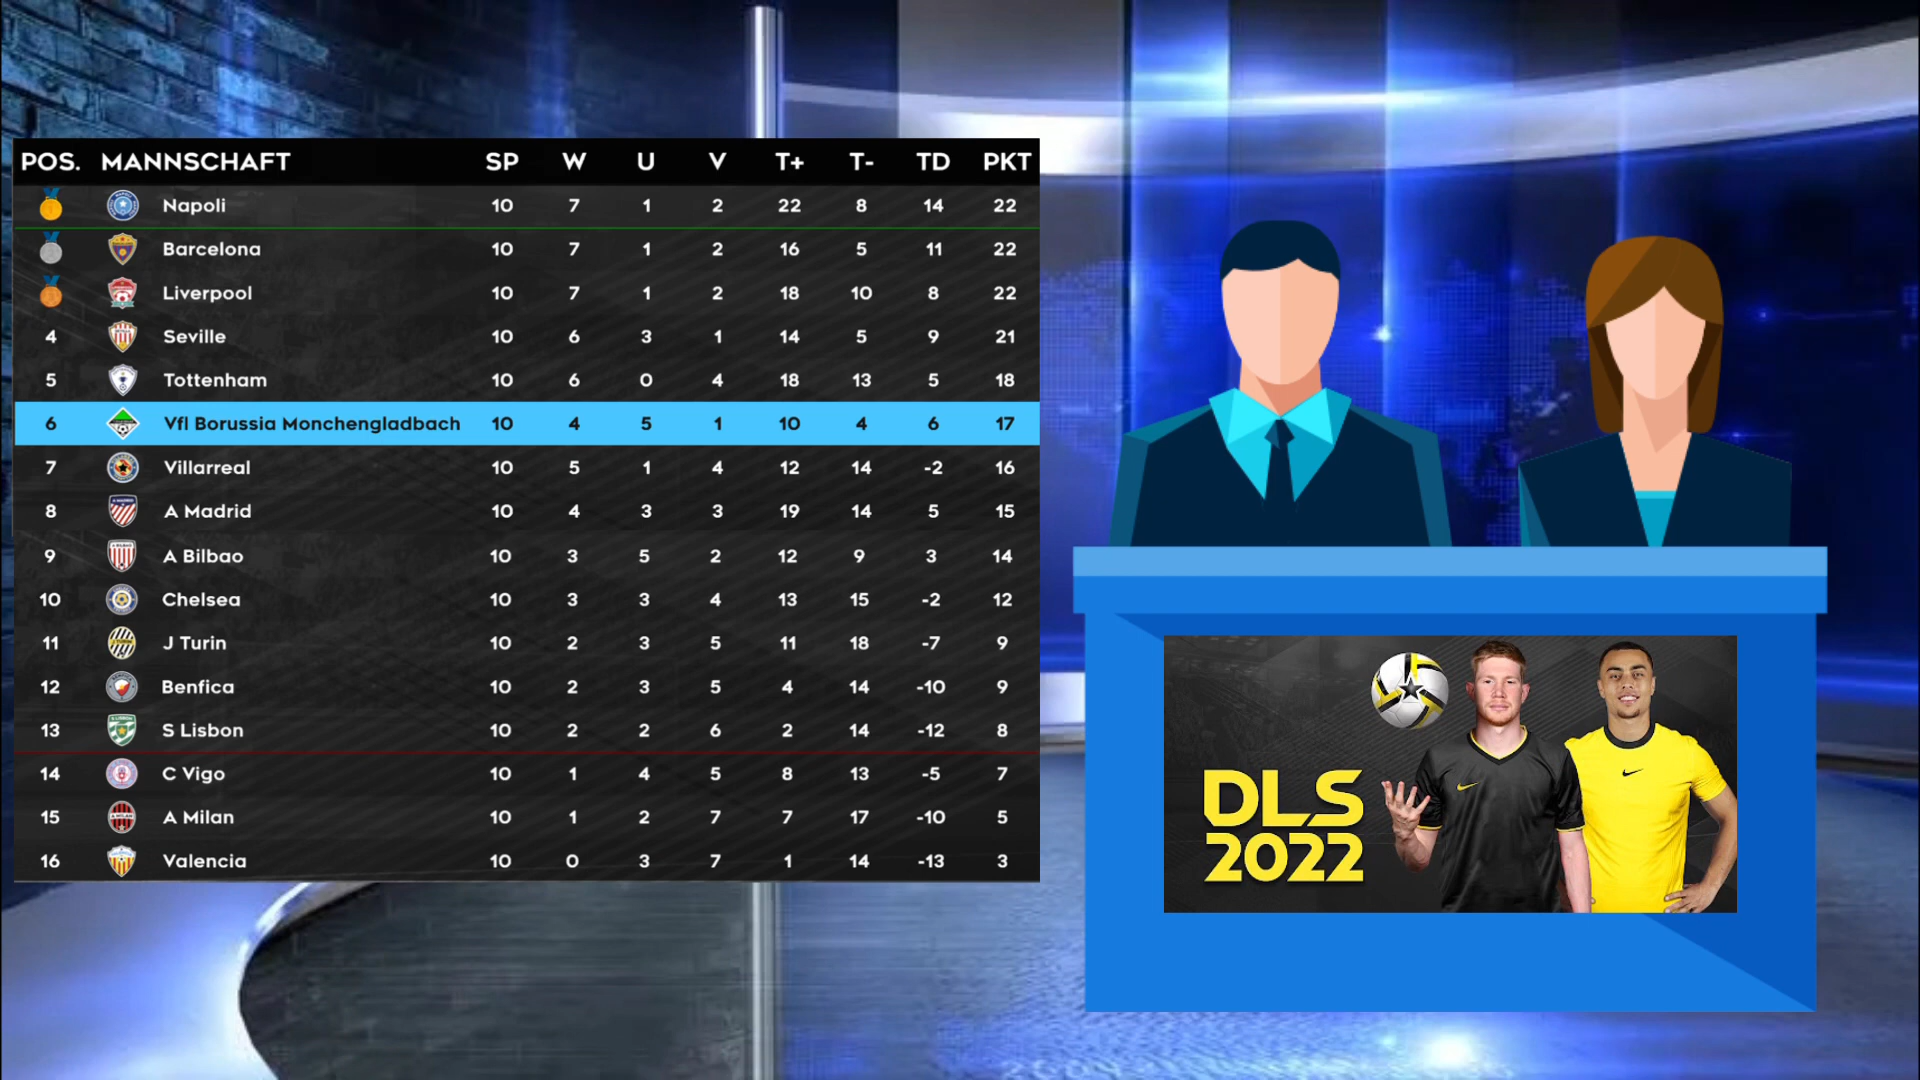 POS. MANNSCHAFT SP W U V T+ T- TD PKT
Napoli 10 7 1 2 22 8 14 22
Barcelona 10 7 1 2 16 5 11 22
Liverpool 10 7 1 2 18 10 8 22
4 Seville 10 6 3 1 14 5 9 21
5 Tottenham 10 6 0 4 18 13 5 18
6 Vfl Borussia Monchengladbach 10 4 5 1 10 4 6 17
7 Villarreal 10 5 1 4 12 14 -2 16
8 A Madrid 10 4 3 3 19 14 5 15
9 A Bilbao 10 3 5 2 12 9 3 14
10 Chelsea 10 3 3 4 13 15 -2 12
11 J Turin 10 2 3 5 11 18 -7 9
12 Benfica 10 2 3 5 4 14 -10 9
13 S Lisbon 10 2 2 6 2 14 -12 8
14 C Vigo 10 1 4 5 8 13 -5 7
15 A Milan 10 1 2 7 7 17 -10 5
16 Valencia 10 0 3 7 1 14 -13 3
DLS
2022